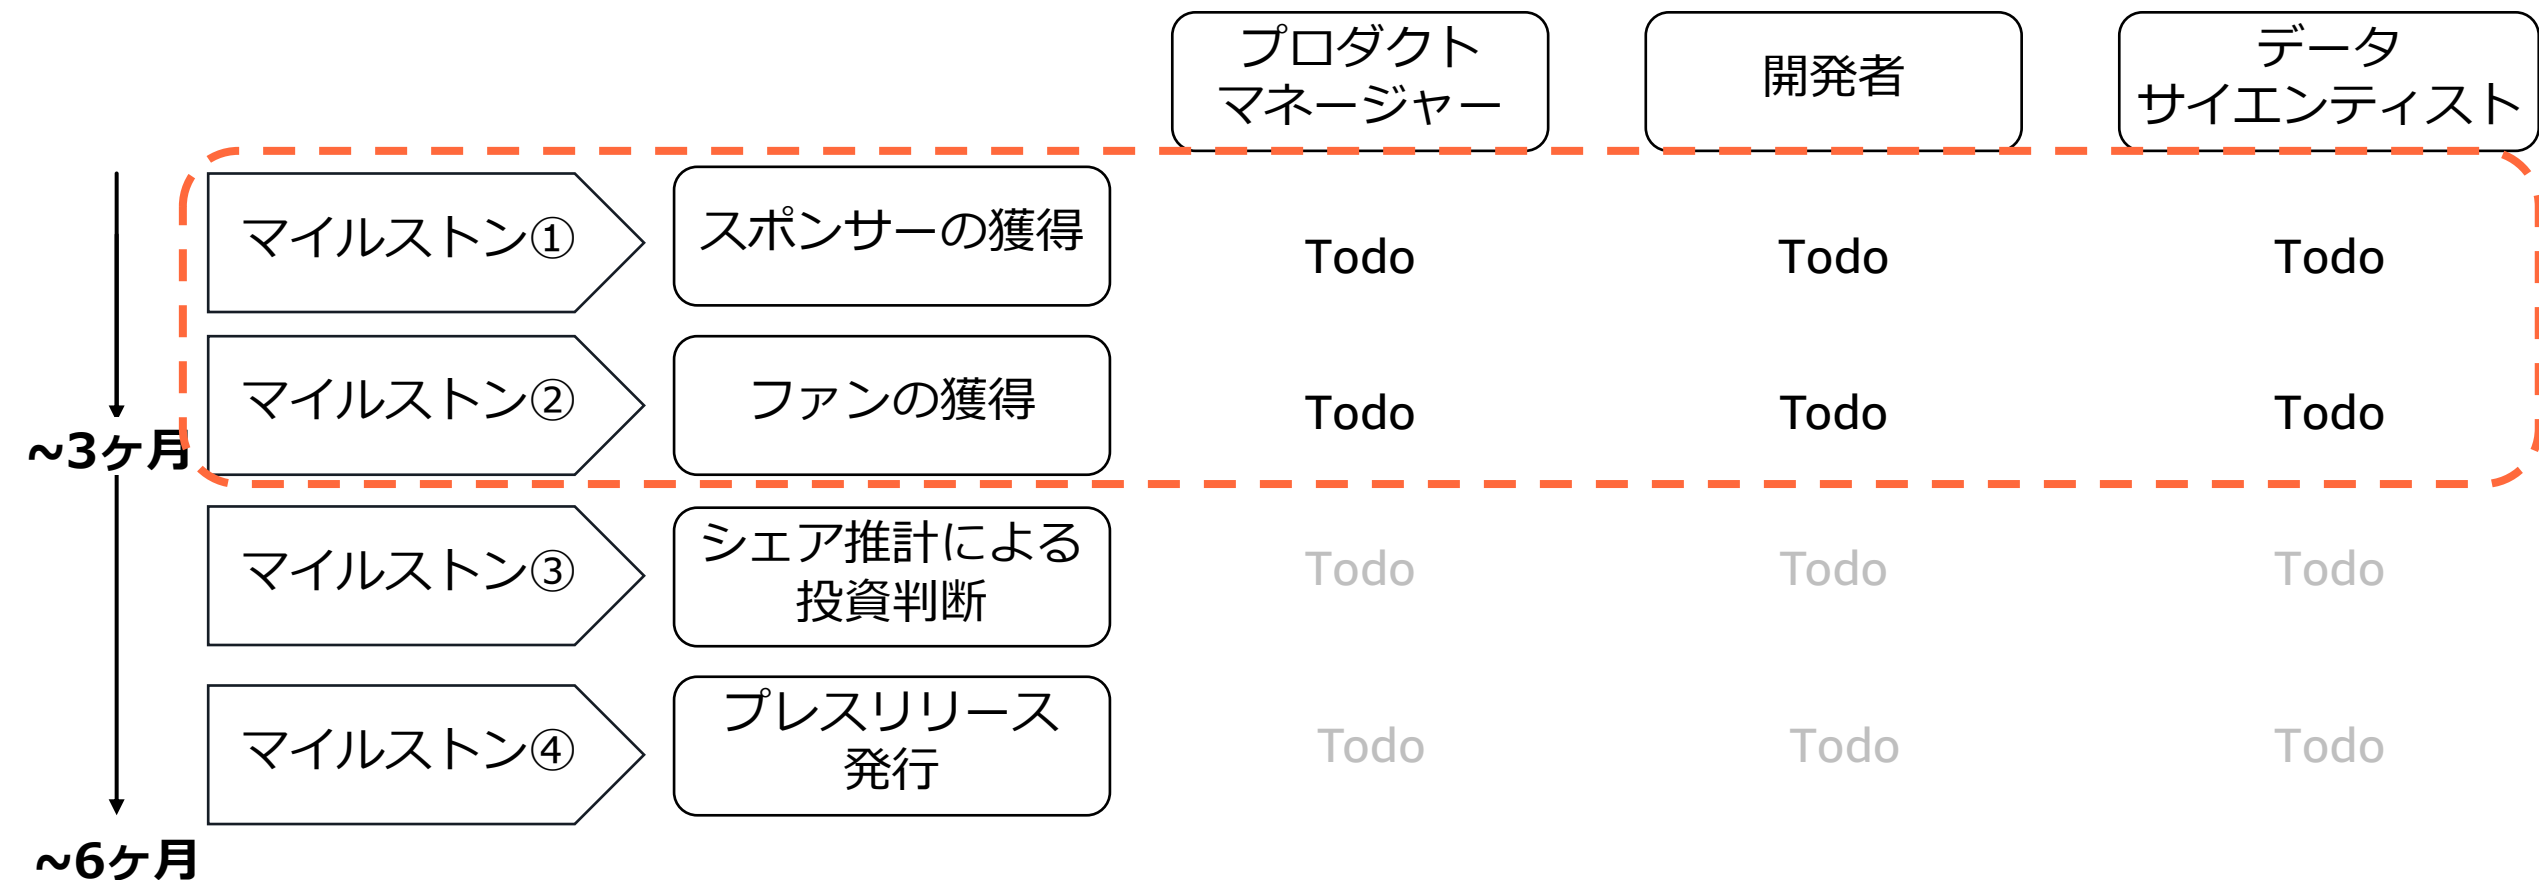 プロダクト
マネージャー
開発者
データ
サイエンティスト
マイルストン①
スポンサーの獲得
Todo
Todo
Todo
マイルストン②
ファンの獲得
Todo
Todo
Todo
~3ヶ月
マイルストン③
シェア推計による
投資判断
Todo
Todo
Todo
マイルストン④
プレスリリース
発行
Todo
Todo
Todo
~6ヶ月